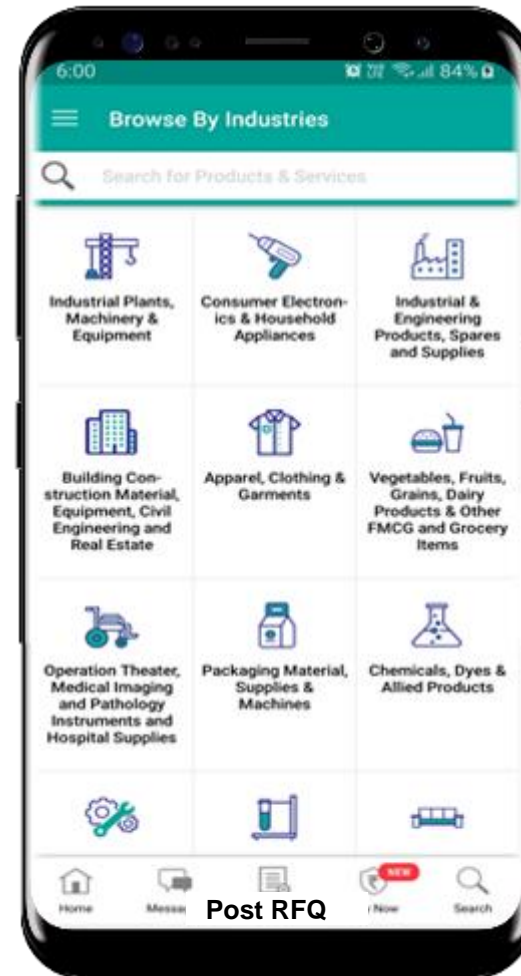 6:00
84%
Browse By Industries
Search for Products & Services
Industrial Plants,
Machinery &
Equipment
Consumer Electron-
ics & Household
Appliances
Industrial &
Engineering
Products, Spares
and Supplies
Building Con-
struction Material,
Equipment, Civil
Engineering and
Real Estate
Apparel, Clothing &
Garments
Vegetables, Fruits,
Grains, Dairy
Products & Other
FMCG and Grocery
Items
Operation Theater,
Medical Imaging
and Pathology
Instruments and
Hospital Supplies
Packaging Material,
Supplies &
Machines
Chemicals, Dyes &
Allied Products
NEW
Home
Messa
Post RFQ
Now
Search